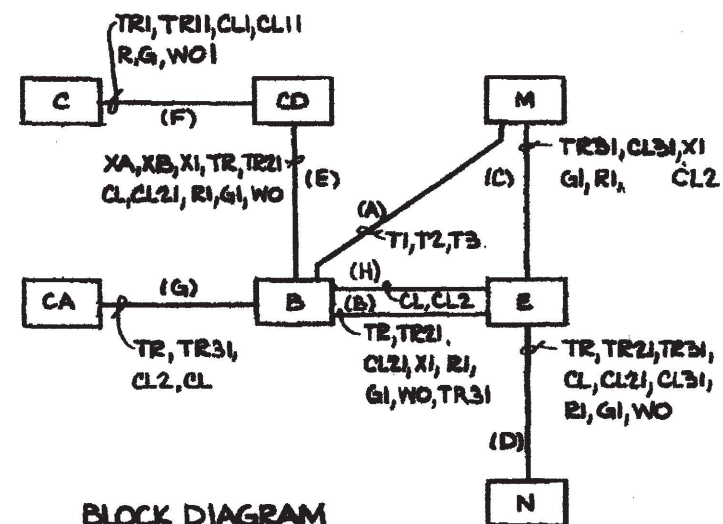 TR1, TR11, CL1, CL11
R, G, WO1
C
CD
M
(F)
XA, XB, X1, TR, TR21
CL, CL21, R1, G1, WO
(E)
TR31, CL31, X1
G1, R1, CL2
(C)
(A)
T1, T2, T3
(H)
(G)
CA
B
CL, CL2
E
(B)
TR, TR31,
CL2, CL
TR, TR21,
CL21, X1, R1,
G1, WO, TR31
TR, TR21, TR31,
CL, CL21, CL31,
R1, G1, WO
(D)
N
BLOCK DIAGRAM